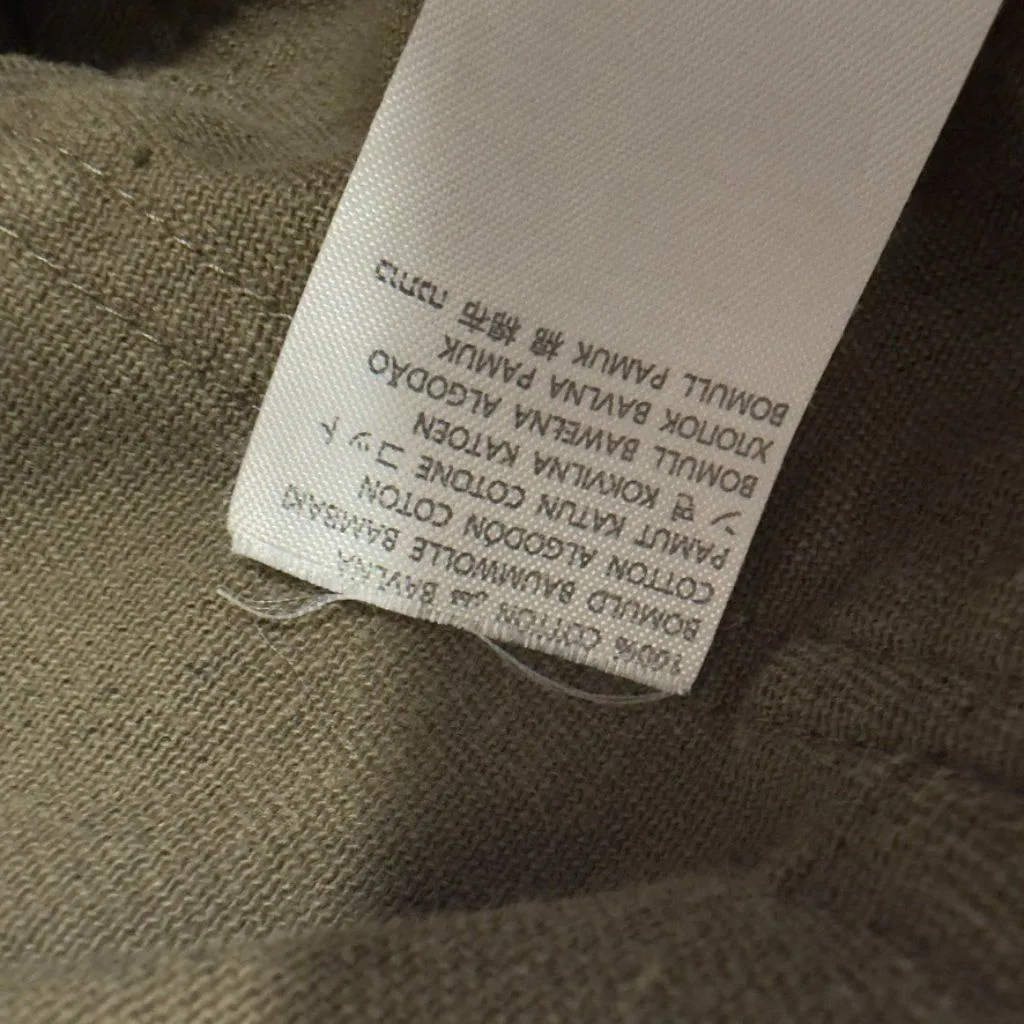 100% COTTON قطن BAVLNA
BOMULD BAUMWOLLE BAMBAKI
COTTON ALGODÓN COTON
PAMUT KATUN COTONE コット
ン 면 KOKVILNA KATOEN
BOMULL BAWEŁNA ALGODÃO
ХЛОПОК BAVLNA PAMUK
BOMULL PAMUK 棉 棉布 כותנה